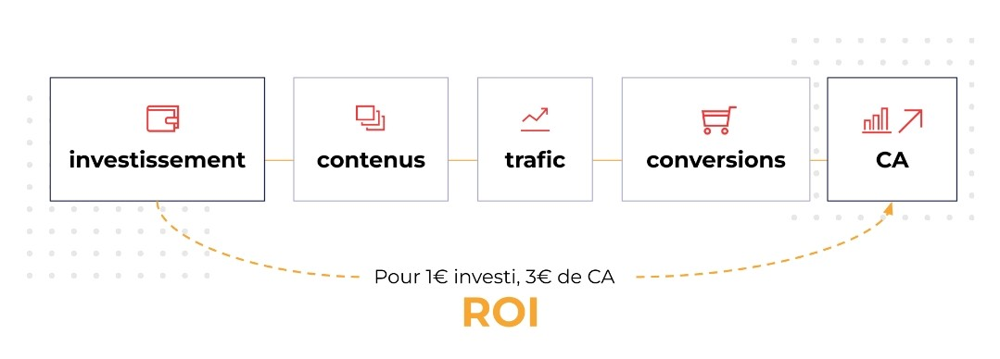 investissement
contenus
trafic
conversions
CA
Pour 1€ investi, 3€ de CA
ROI